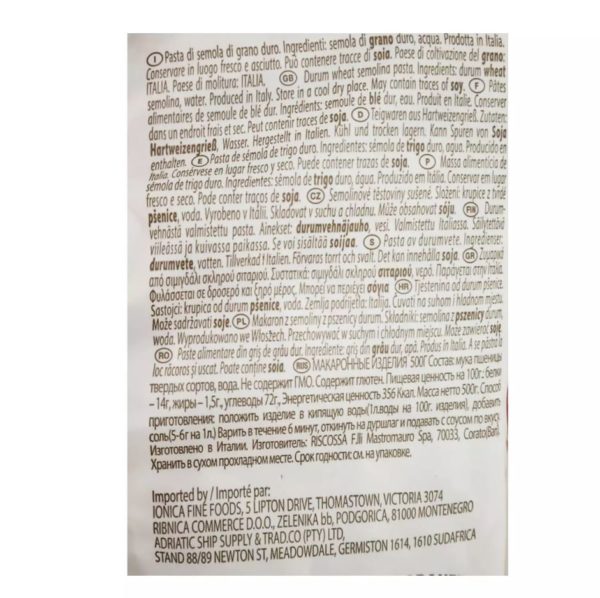 Ⓘ Pasta di semola di grano duro. Ingredienti: semola di grano duro, acqua. Prodotta in Italia.
Conservare in luogo fresco e asciutto. Può contenere tracce di soia. Paese di coltivazione del grano:
ITALIA, Paese di molitura: ITALIA. GB Durum wheat semolina pasta. Ingredients: durum wheat
semolina, water. Produced in Italy. Store in a cool dry place. May contain traces of soy. Ⓕ Pâtes
alimentaires de semoule de blé dur. Ingrédients: semoule de blé dur, eau. Produit en Italie. Conserver
dans un endroit frais et sec. Peut contenir traces de soja. Ⓓ Teigwaren aus Hartweizengrieß. Zutaten:
Hartweizengrieß, Wasser. Hergestellt in Italien. Kühl und trocken lagern. Kann Spuren von Soja
enthalten. Ⓔ Pasta de sémola de trigo duro. Ingredientes: sémola de trigo duro, agua. Producido en
Italia. Consérvese en lugar fresco y seco. Puede contener trazas de soja. Ⓟ Massa alimentícia de
sémola de trigo duro. Ingredientes: sémola de trigo duro, água. Produzido em Itália. Conservar em lugar
fresco e seco. Pode conter traços de soja. CZ Semolinové těstoviny sušené. Složení: krupice z tvrdé
pšenice, voda. Vyrobeno v Itálii. Skladovat v suchu a chladnu. Může obsahovat sóju. FIN Durum-
vehnästä valmistettu pasta. Ainekset: durumvehnäjauho, vesi. Valmistettu Italiassa. Säilytettävä
viileässä ja kuivassa paikassa. Se voi sisältää soijaa. Ⓢ Pasta av durumvete. Ingredienser:
durumvete, vatten. Tillverkad I Italien. Förvaras torrt och svalt. Det kan innehålla soja. GR Ζυμαρικά
από σιμιγδάλι σκληρού σιταριού. Συστατικά: σιμιγδάλι σκληρού σιταριού, νερό. Παράγεται στην Ιταλία.
Φυλάσσεται σε δροσερό και ξηρό μέρος. Μπορεί να περιέχει σόγια HR Tjestenina od durum pšenice.
Sastojci: krupica od durum pšenice, voda. Zemlja podrijetla: Italia. Čuvati na suhom i hladnom mjestu.
Može sadržavati soje. PL Makaron z semoliny z pszenicy durum. Składniki: semolina z pszenicy durum,
woda. Wyprodukowano we Włoszech. Przechowywać w suchym i chłodnym miejscu. Może zawierać soje.
RO Paste alimentare din griş de grâu dur. Ingrediente: griş din grâu dur, apă. Produs in Italia. A se pästa la
loc răcoros şi uscat. Poate conține soia. RUS МАКАРОННЫЕ ИЗДЕЛИЯ 500Г Состав: мука пшеницы
твердых сортов, вода. Не содержит ГМО. Содержит глютен. Пищевая ценность на 100г.: белки
– 14г, жиры – 1,5г., углеводы 72г., Энергетическая ценность 356 Ккал. Масса нетто 500г. Способ
приготовления: положить изделие в кипящую воду(1л.воды на 100г. изделия), добавить
соль(5-6г на 1л.) Варить в течение 6 минут, откинуть на дуршлаг и подавать с соусом по вкусу.
Изготовлено в Италии. Изготовитель: RISCOSSA F.lli Mastromauro Spa, 70033, Corato(Bari).
Хранить в сухом прохладном месте. Срок годности: см. на упаковке.
Imported by / Importé par:
IONICA FINE FOODS, 5 LIPTON DRIVE, THOMASTOWN, VICTORIA 3074
RIBNICA COMMERCE D.O.O., ZELENIKA bb, PODGORICA, 81000 MONTENEGRO
ADRIATIC SHIP SUPPLY & TRAD.CO (PTY) LTD,
STAND 88/89 NEWTON ST, MEADOWDALE, GERMISTON 1614, 1610 SUDAFRICA